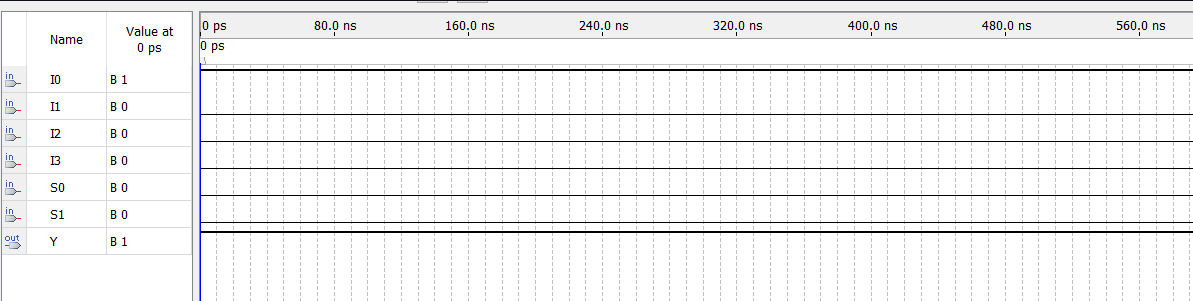 Name Value at 0 ps 0 ps 80.0 ns 160.0 ns 240.0 ns 320.0 ns 400.0 ns 480.0 ns 560.0 ns
0 ps
in I0 B 1
in I1 B 0
in I2 B 0
in I3 B 0
in S0 B 0
in S1 B 0
out Y B 1